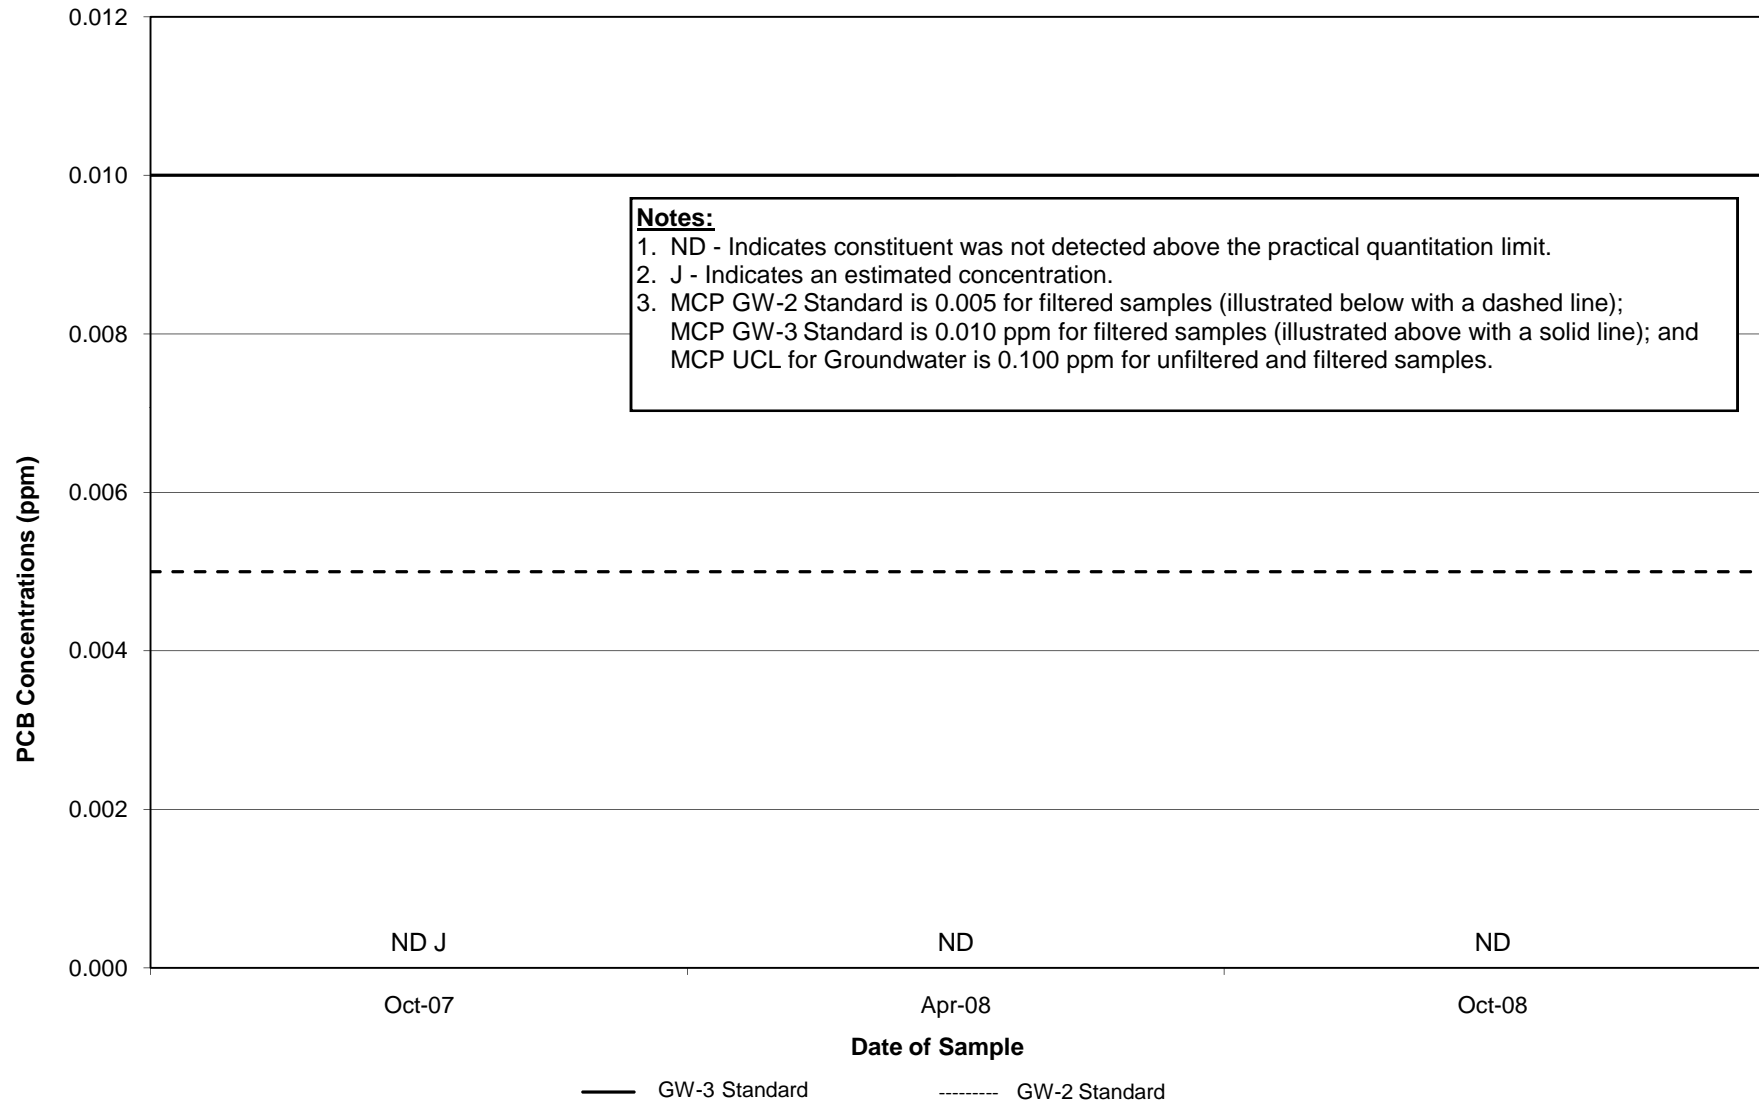 0.012
0.010
0.008
0.006
0.004
0.002
0.000
PCB Concentrations (ppm)
Notes:
1. ND - Indicates constituent was not detected above the practical quantitation limit.
2. J - Indicates an estimated concentration.
3. MCP GW-2 Standard is 0.005 for filtered samples (illustrated below with a dashed line);
MCP GW-3 Standard is 0.010 ppm for filtered samples (illustrated above with a solid line); and
MCP UCL for Groundwater is 0.100 ppm for unfiltered and filtered samples.
ND J
ND
ND
Oct-07
Apr-08
Oct-08
Date of Sample
GW-3 Standard
GW-2 Standard